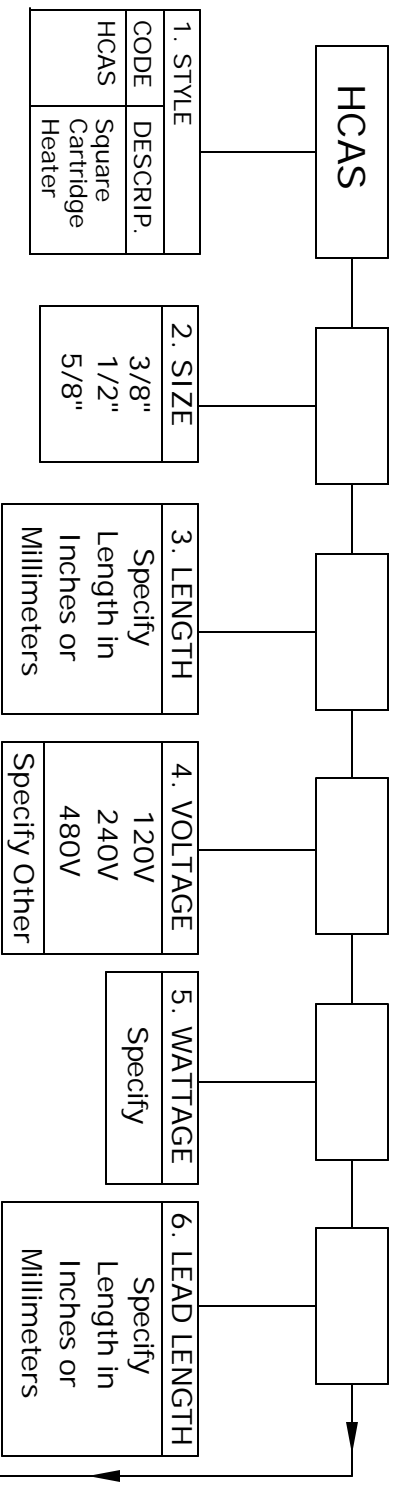 HCAS
1. STYLE
CODE DESCRIP.
HCAS Square
Cartridge
Heater
2. SIZE
3/8"
1/2"
5/8"
3. LENGTH
Specify
Length in
Inches or
Millimeters
4. VOLTAGE
120V
240V
480V
Specify Other
5. WATTAGE
Specify
6. LEAD LENGTH
Specify
Length in
Inches or
Millimeters